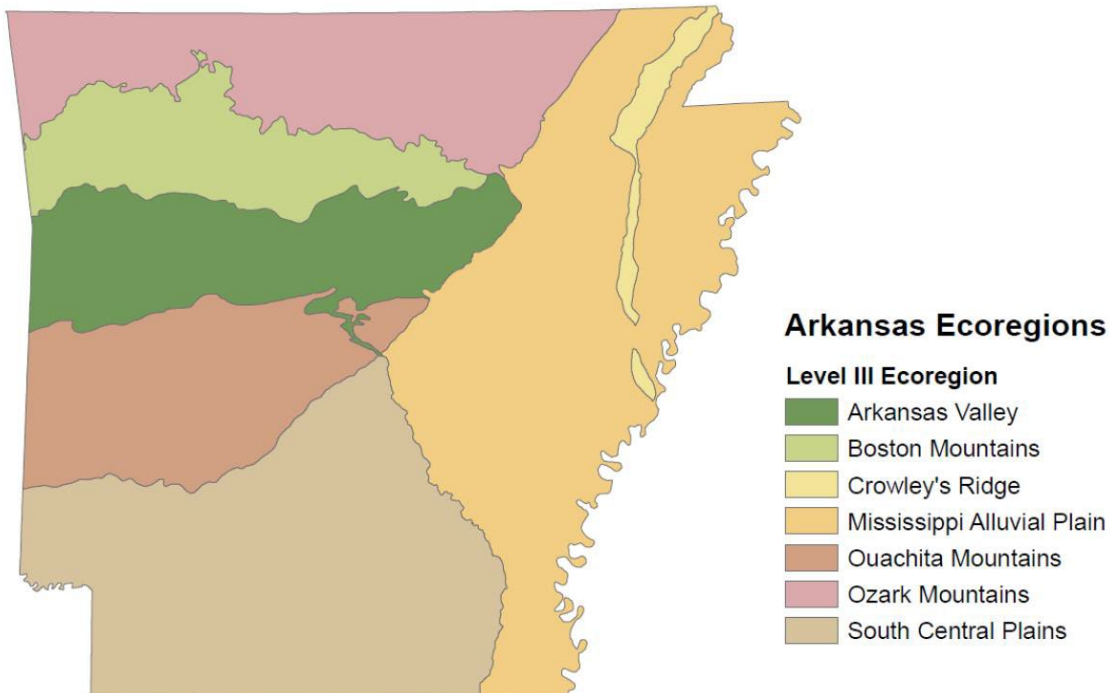 Arkansas Ecoregions
Level III Ecoregion
Arkansas Valley
Boston Mountains
Crowley's Ridge
Mississippi Alluvial Plain
Ouachita Mountains
Ozark Mountains
South Central Plains